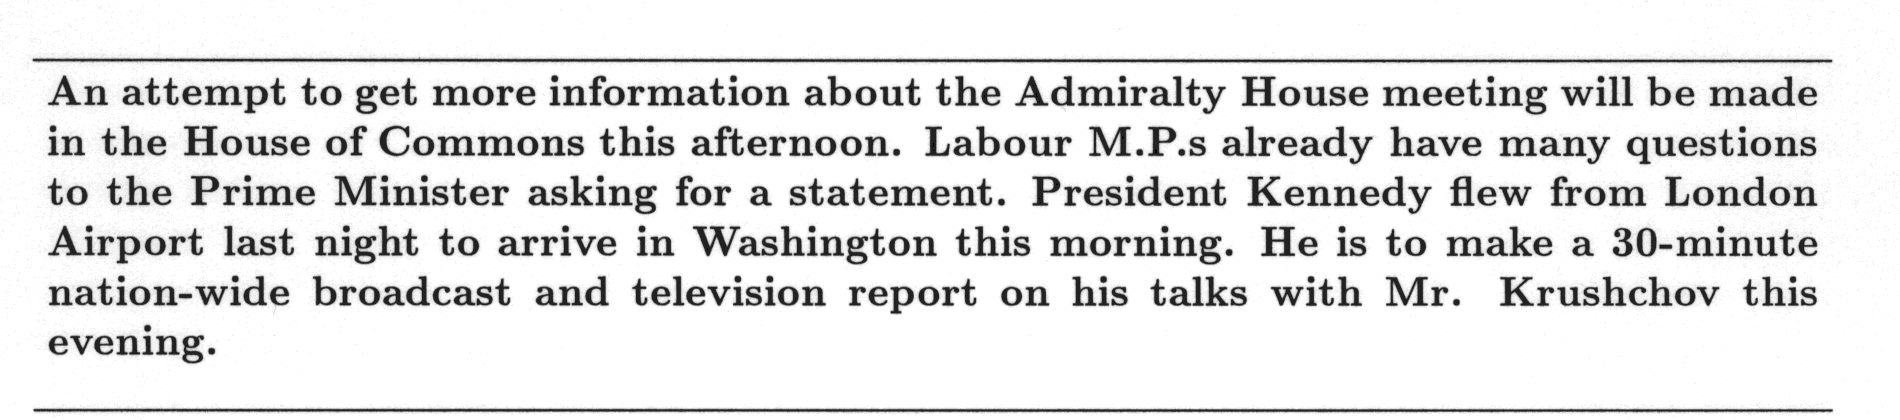 An attempt to get more information about the Admiralty House meeting will be made
in the House of Commons this afternoon. Labour M.P.s already have many questions
to the Prime Minister asking for a statement. President Kennedy flew from London
Airport last night to arrive in Washington this morning. He is to make a 30-minute
nation-wide broadcast and television report on his talks with Mr. Krushchov this
evening.